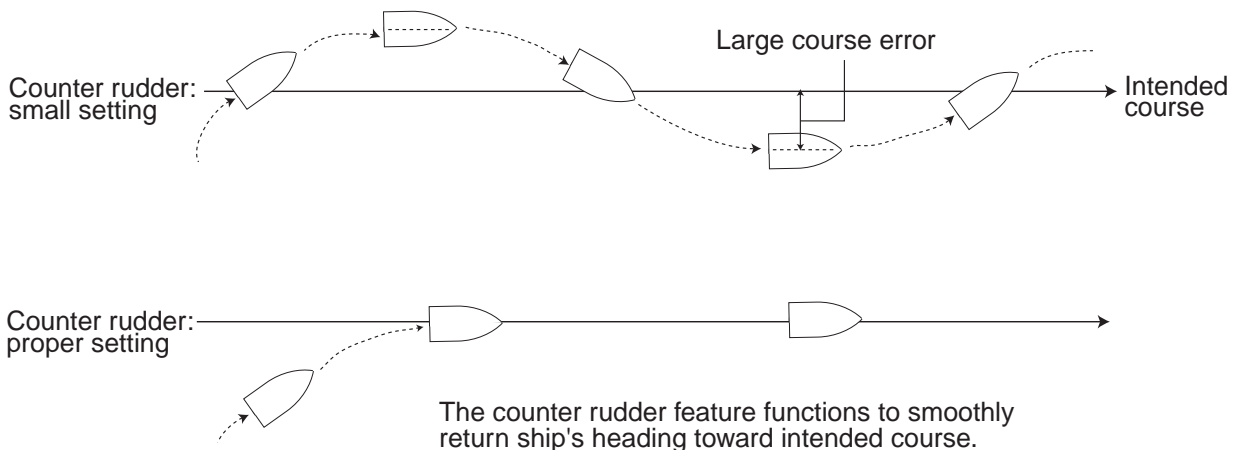 Large course error
Counter rudder:
small setting
Intended
course
Counter rudder:
proper setting
The counter rudder feature functions to smoothly
return ship's heading toward intended course.